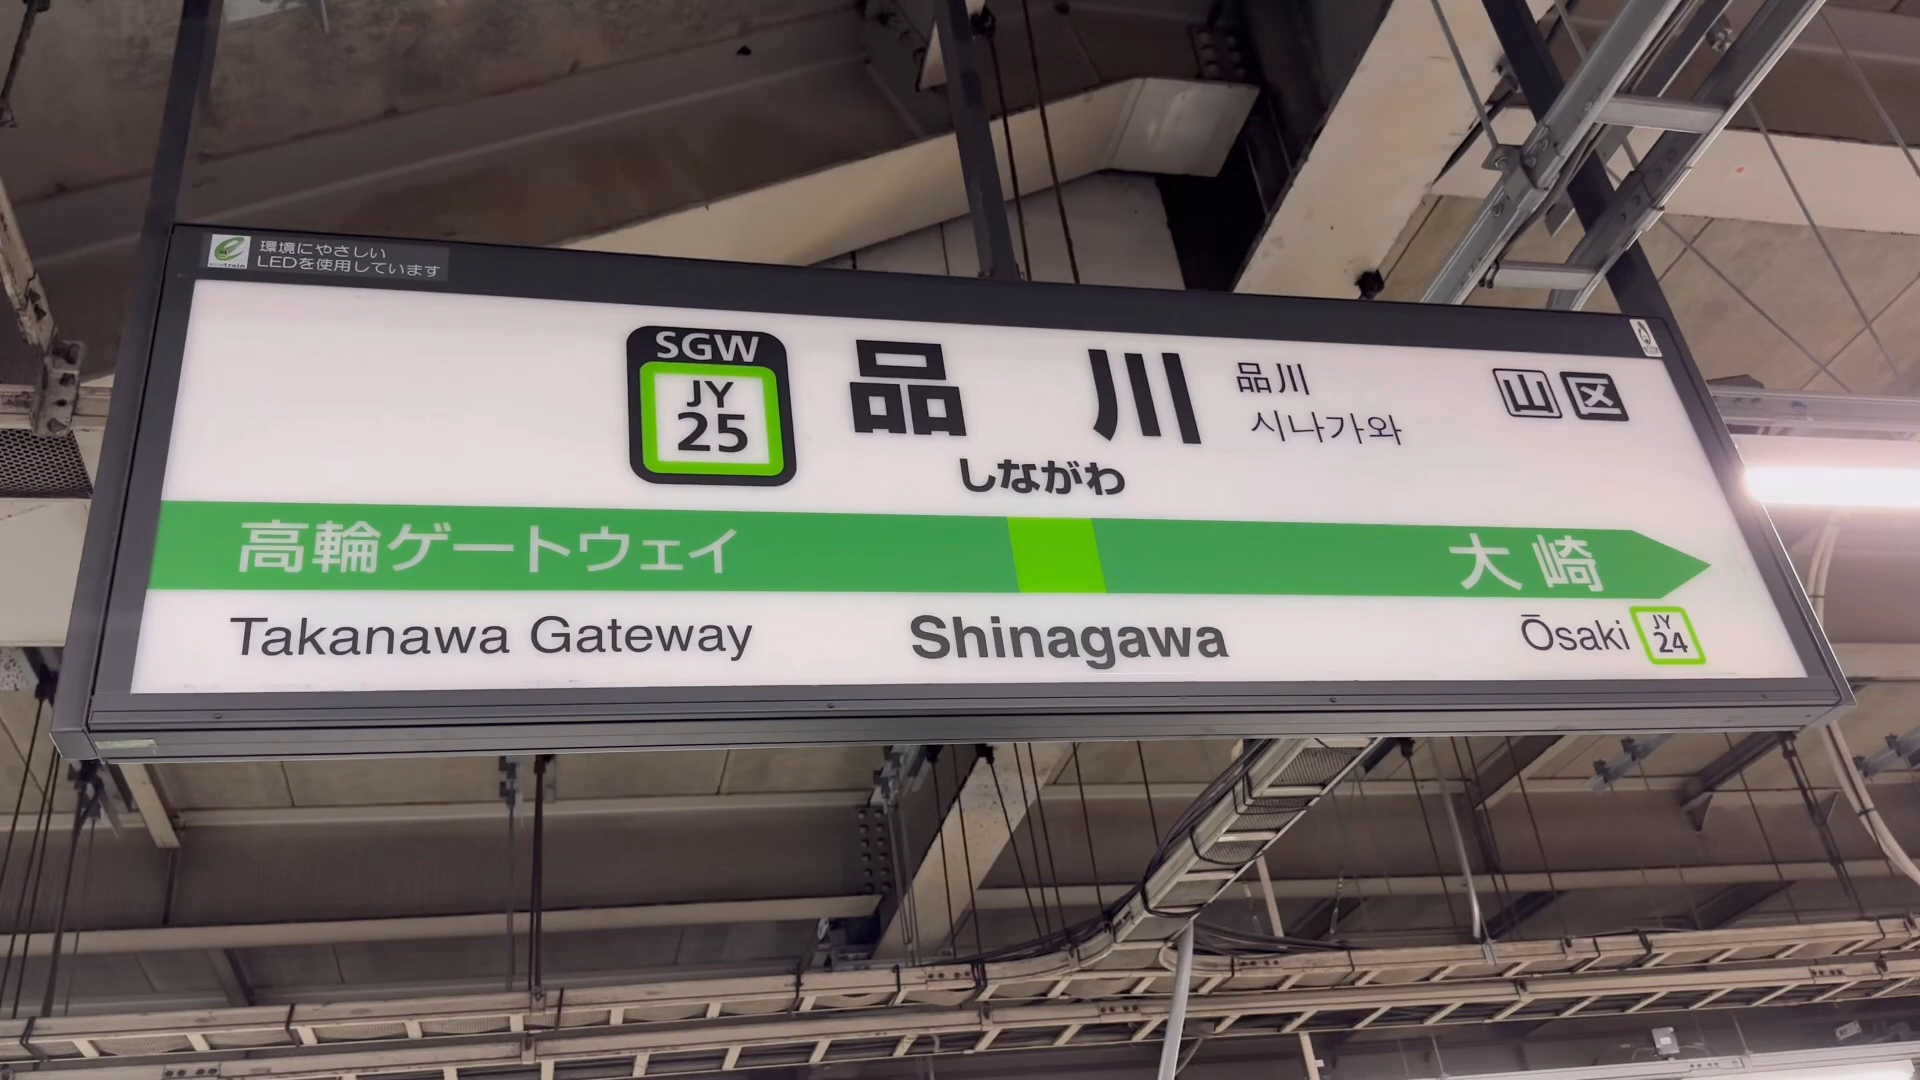 環境にやさしい
LEDを使用しています
SGW
JY
25
品川
しながわ
品川
시나가와
山 区
高輪ゲートウェイ
大崎
Takanawa Gateway
Shinagawa
Ōsaki
JY
24